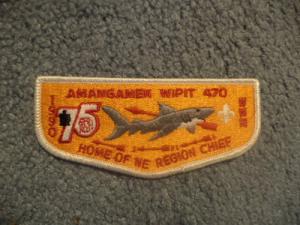 AMANGAMEK WIPIT 470
1990
75
HOME OF NE REGION CHIEF